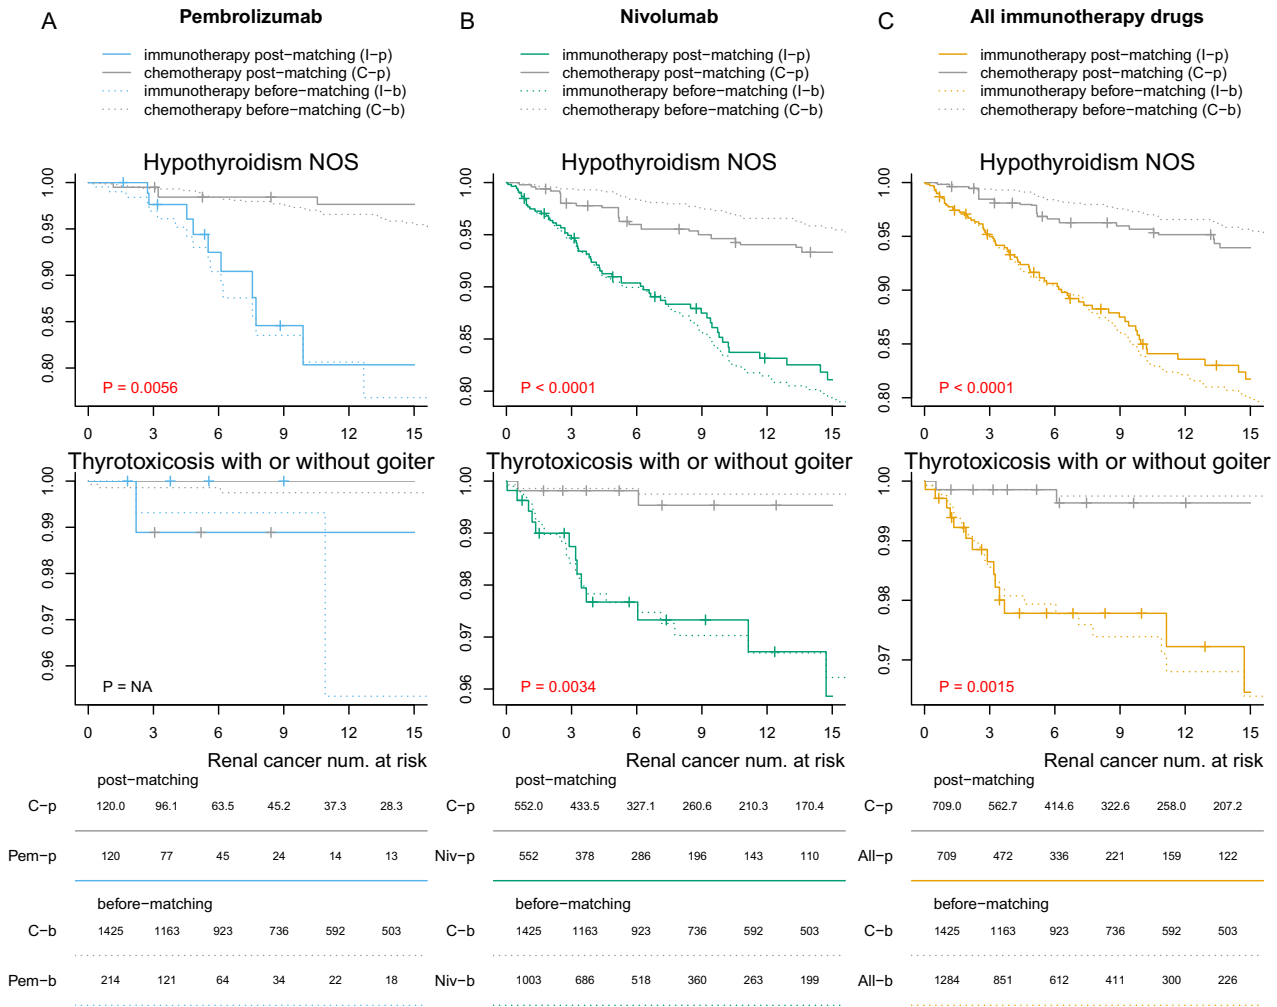 A
Pembrolizumab
immunotherapy post−matching (I−p)
chemotherapy post−matching (C−p)
immunotherapy before−matching (I−b)
chemotherapy before−matching (C−b)
Hypothyroidism NOS
1.00
0.95
0.90
0.85
0.80
P = 0.0056
0 3 6 9 12 15
Thyrotoxicosis with or without goiter
1.00
0.99
0.98
0.97
0.96
P = NA
0 3 6 9 12 15
Renal cancer num. at risk
post−matching
C−p 120.0 96.1 63.5 45.2 37.3 28.3
Pem−p 120 77 45 24 14 13
before−matching
C−b 1425 1163 923 736 592 503
Pem−b 214 121 64 34 22 18
B
Nivolumab
immunotherapy post−matching (I−p)
chemotherapy post−matching (C−p)
immunotherapy before−matching (I−b)
chemotherapy before−matching (C−b)
Hypothyroidism NOS
1.00
0.95
0.90
0.85
0.80
P < 0.0001
0 3 6 9 12 15
Thyrotoxicosis with or without goiter
1.00
0.99
0.98
0.97
0.96
P = 0.0034
0 3 6 9 12 15
Renal cancer num. at risk
post−matching
C−p 552.0 433.5 327.1 260.6 210.3 170.4
Niv−p 552 378 286 196 143 110
before−matching
C−b 1425 1163 923 736 592 503
Niv−b 1003 686 518 360 263 199
C
All immunotherapy drugs
immunotherapy post−matching (I−p)
chemotherapy post−matching (C−p)
immunotherapy before−matching (I−b)
chemotherapy before−matching (C−b)
Hypothyroidism NOS
1.00
0.95
0.90
0.85
0.80
P < 0.0001
0 3 6 9 12 15
Thyrotoxicosis with or without goiter
1.00
0.99
0.98
0.97
P = 0.0015
0 3 6 9 12 15
Renal cancer num. at risk
post−matching
C−p 709.0 562.7 414.6 322.6 258.0 207.2
All−p 709 472 336 221 159 122
before−matching
C−b 1425 1163 923 736 592 503
All−b 1284 851 612 411 300 226